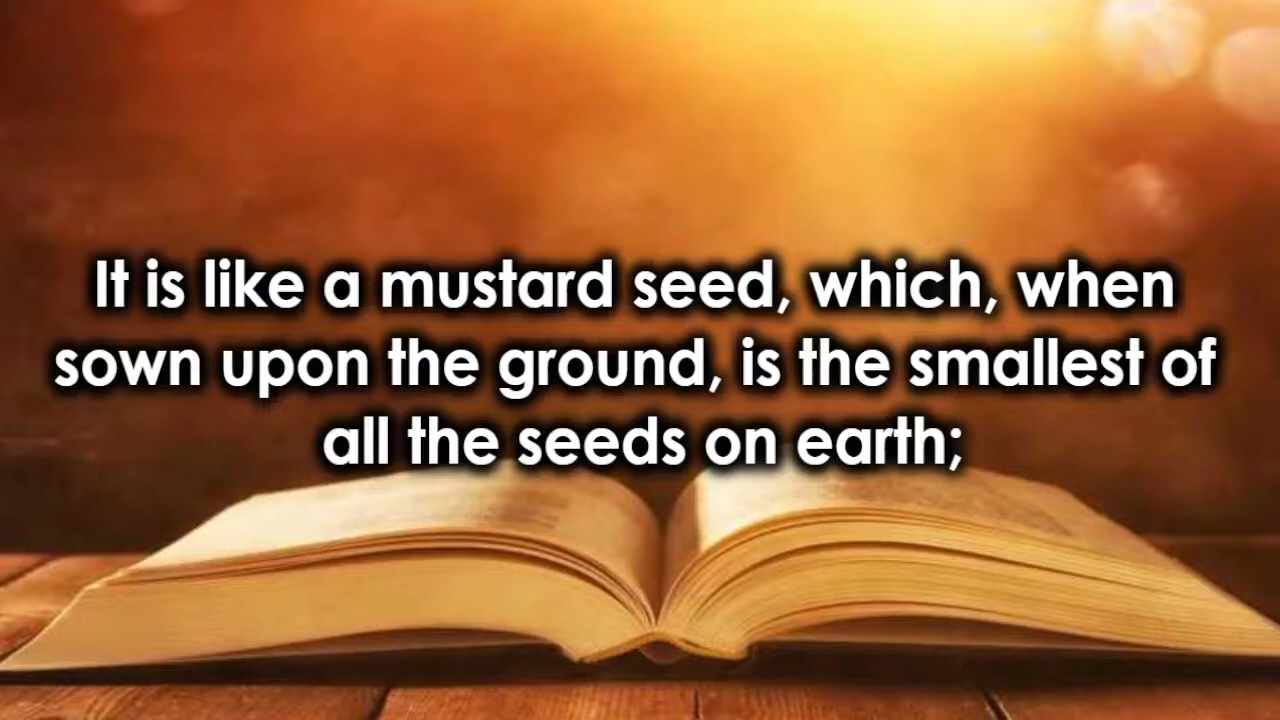 It is like a mustard seed, which, when
sown upon the ground, is the smallest of
all the seeds on earth;